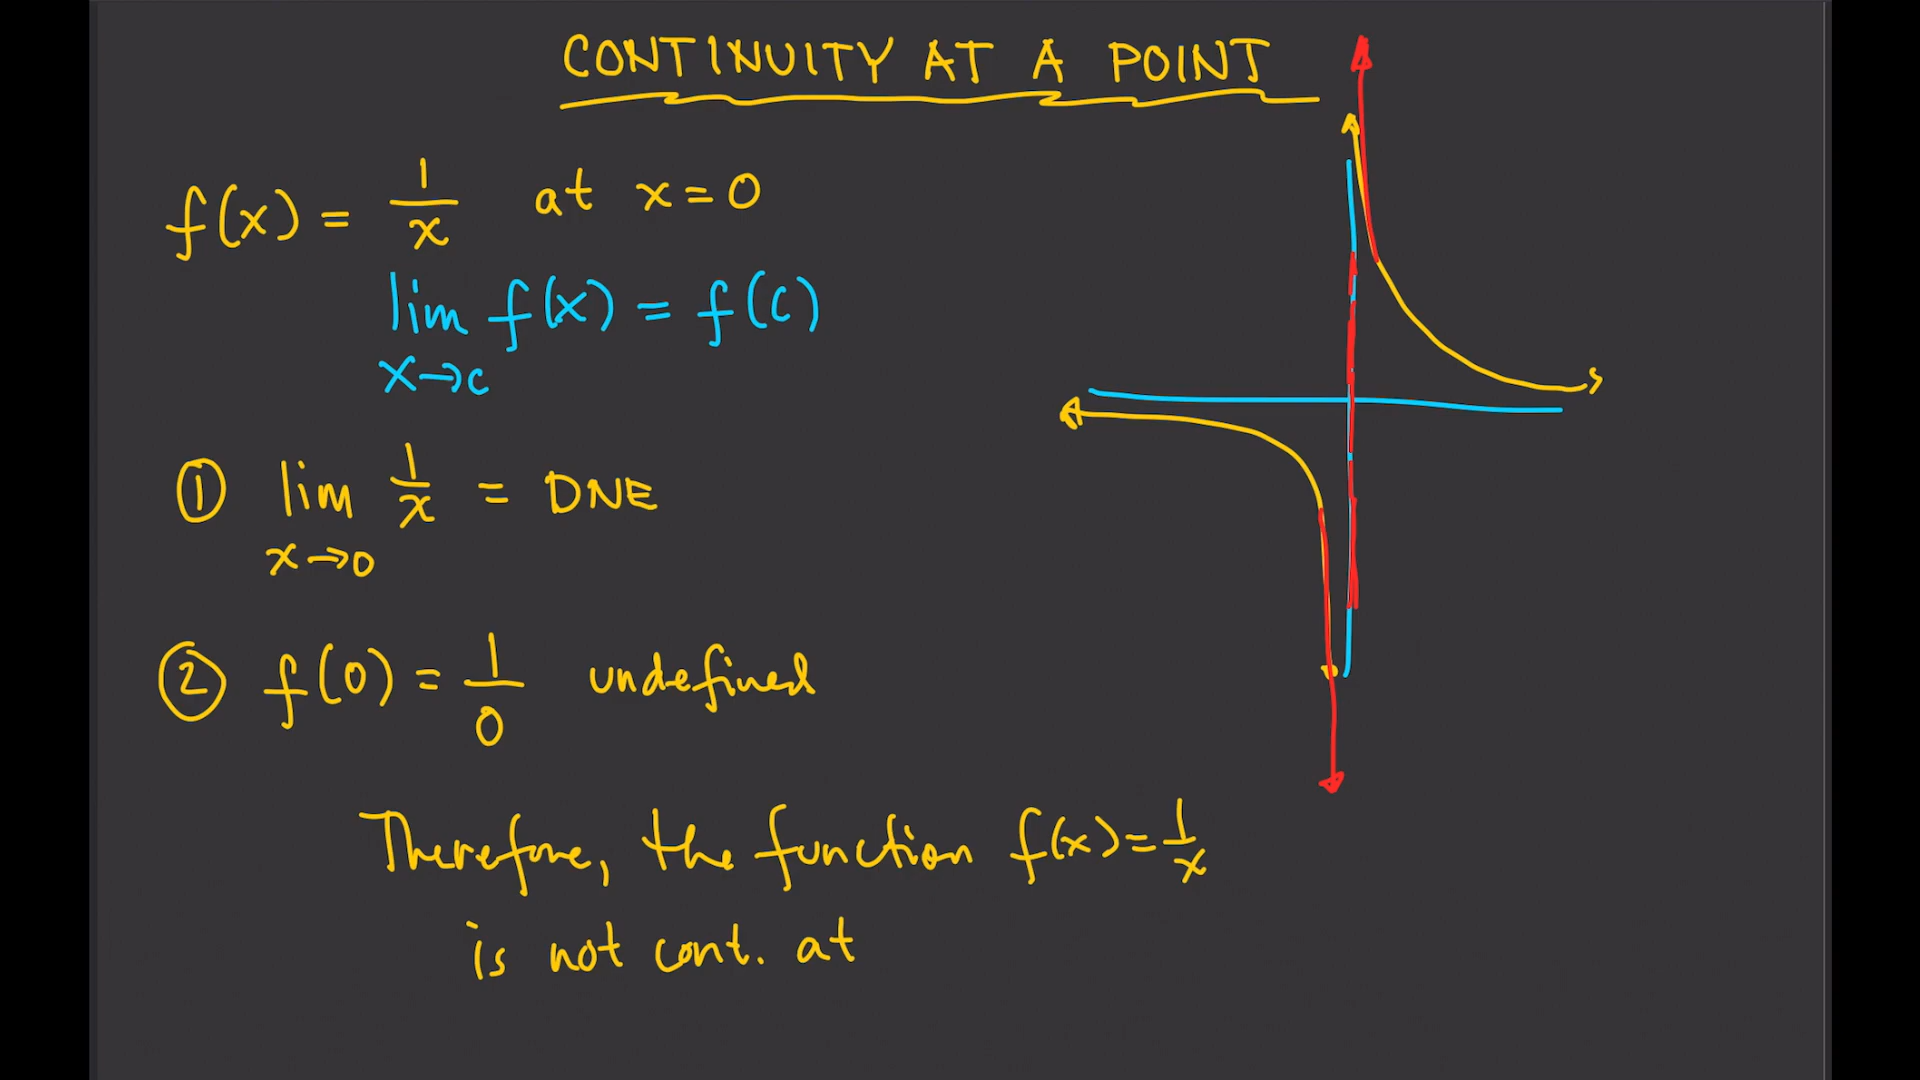 CONTINUITY AT A POINT
f(x) = 1/x at x=0
lim f(x) = f(c)
x→c
① lim 1/x = DNE
x→0
② f(0) = 1/0 undefined
Therefore, the function f(x)=1/x
is not cont. at